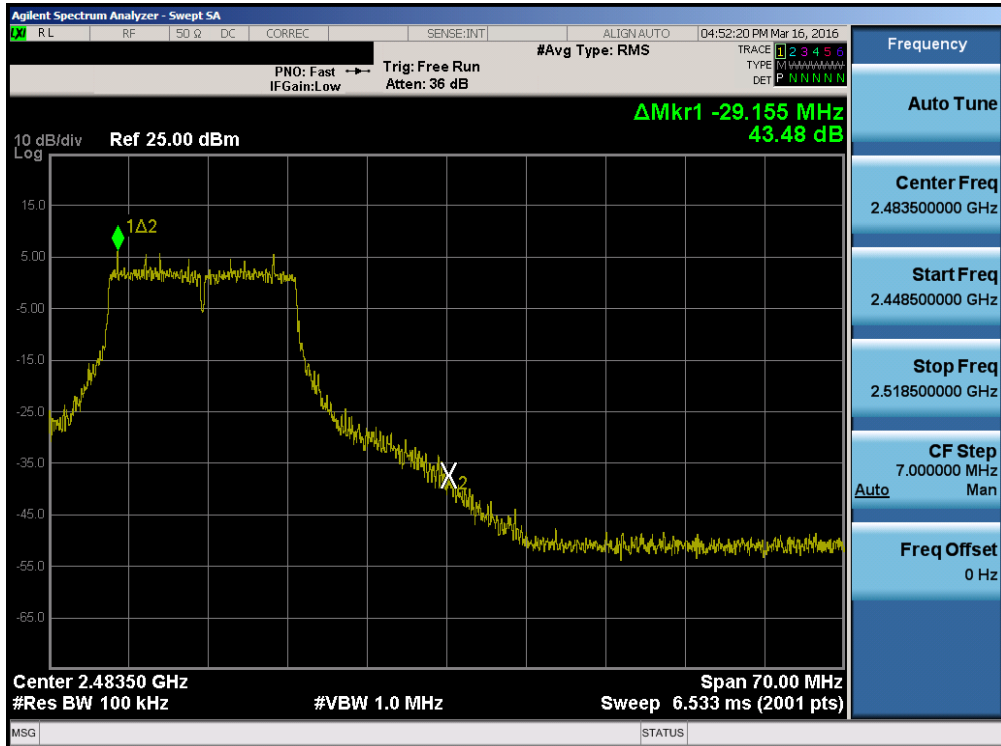 Agilent Spectrum Analyzer - Swept SA
LXI RL RF 50 Ω DC CORREC SENSE:INT ALIGNAUTO 04:52:20 PM Mar 16, 2016
#Avg Type: RMS TRACE 1 2 3 4 5 6
PNO: Fast Trig: Free Run TYPE MWWWWW
IFGain:Low Atten: 36 dB DET P N N N N N
ΔMkr1 -29.155 MHz
43.48 dB
10 dB/div Ref 25.00 dBm
Log
15.0
1Δ2
5.00
-5.00
-15.0
-25.0
-35.0
2
-45.0
-55.0
-65.0
Center 2.48350 GHz Span 70.00 MHz
#Res BW 100 kHz #VBW 1.0 MHz Sweep 6.533 ms (2001 pts)
MSG STATUS
Frequency
Auto Tune
Center Freq
2.483500000 GHz
Start Freq
2.448500000 GHz
Stop Freq
2.518500000 GHz
CF Step
7.000000 MHz
Auto Man
Freq Offset
0 Hz